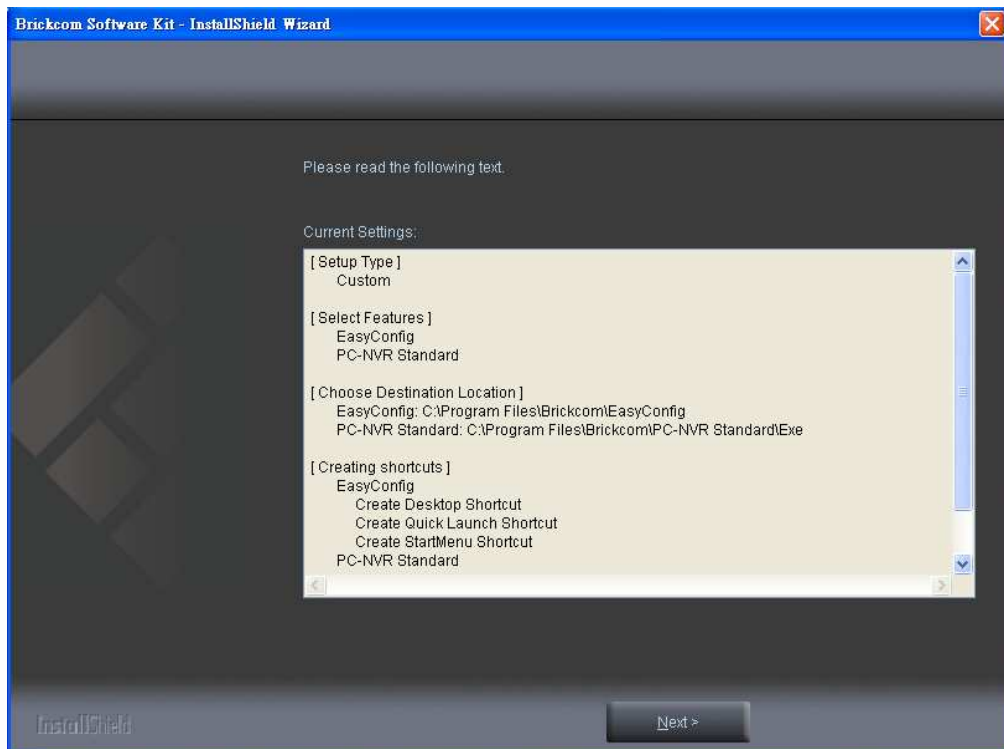 Brickcom Software Kit - InstallShield Wizard
Please read the following text.
Current Settings:
[ Setup Type ]
Custom
[ Select Features ]
EasyConfig
PC-NVR Standard
[ Choose Destination Location ]
EasyConfig: C:\Program Files\Brickcom\EasyConfig
PC-NVR Standard: C:\Program Files\Brickcom\PC-NVR Standard\Exe
[ Creating shortcuts ]
EasyConfig
Create Desktop Shortcut
Create Quick Launch Shortcut
Create StartMenu Shortcut
PC-NVR Standard
InstallShield
Next >